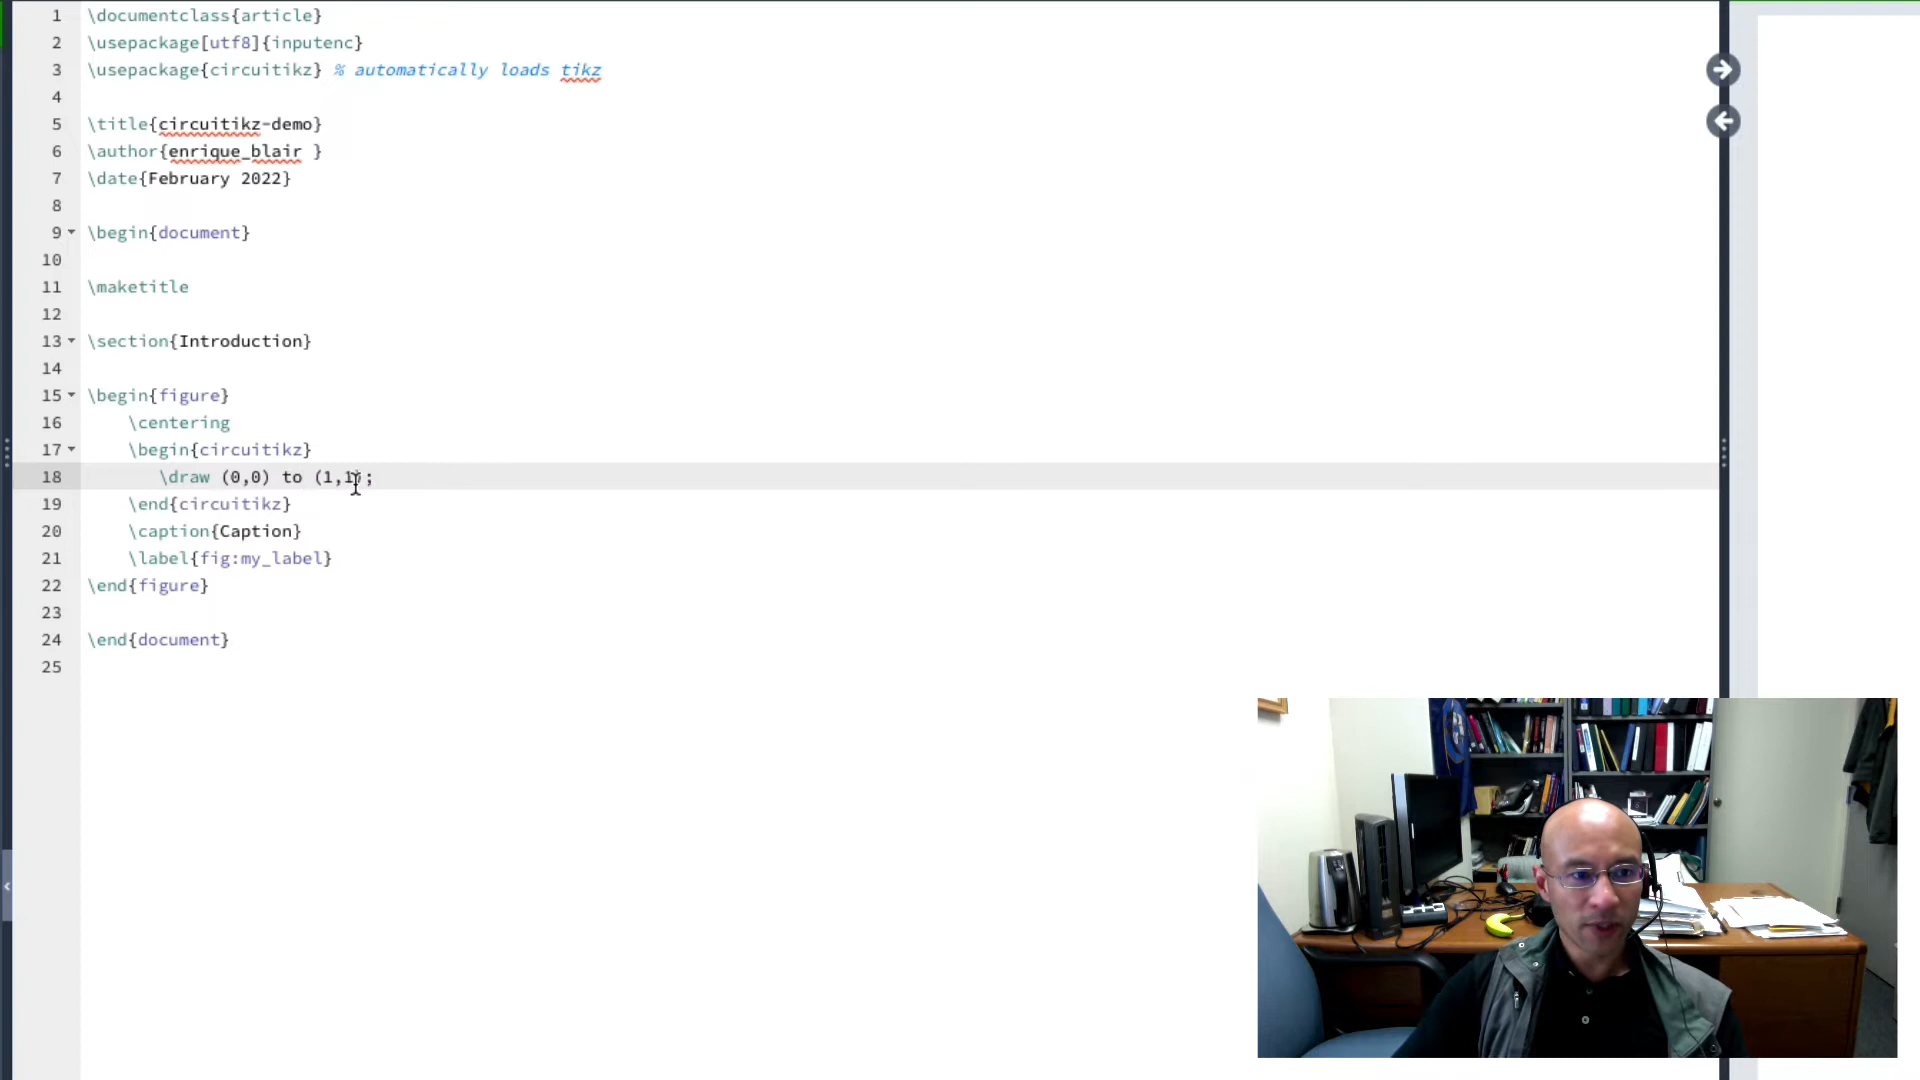 1 \documentclass{article}
2 \usepackage[utf8]{inputenc}
3 \usepackage{circuitikz} % automatically loads tikz
4
5 \title{circuitikz-demo}
6 \author{enrique_blair }
7 \date{February 2022}
8
9 \begin{document}
10
11 \maketitle
12
13 \section{Introduction}
14
15 \begin{figure}
16 \centering
17 \begin{circuitikz}
18 \draw (0,0) to (1,1);
19 \end{circuitikz}
20 \caption{Caption}
21 \label{fig:my_label}
22 \end{figure}
23
24 \end{document}
25